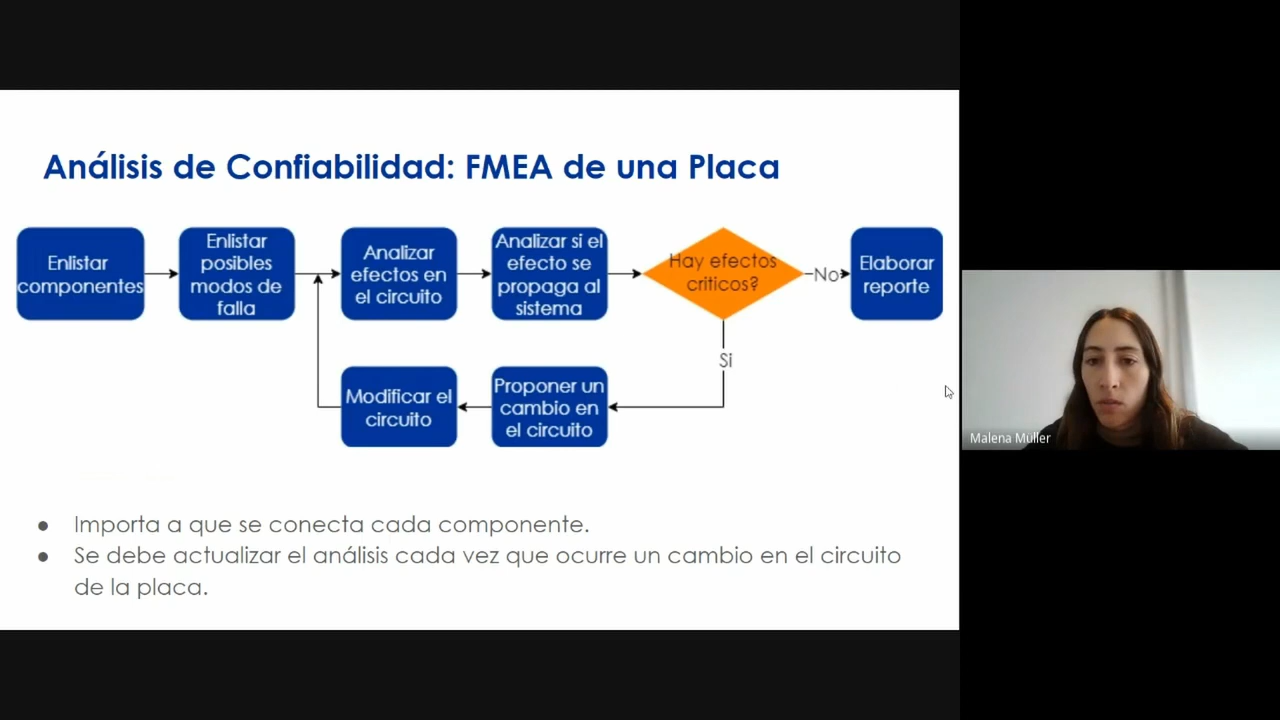 Análisis de Confiabilidad: FMEA de una Placa
Enlistar
componentes
Enlistar
posibles
modos de
falla
Analizar
efectos en
el circuito
Analizar si el
efecto se
propaga al
sistema
Hay efectos
críticos?
No
Elaborar
reporte
Si
Proponer un
cambio en
el circuito
Modificar el
circuito
● Importa a que se conecta cada componente.
● Se debe actualizar el análisis cada vez que ocurre un cambio en el circuito
de la placa.
Malena Müller